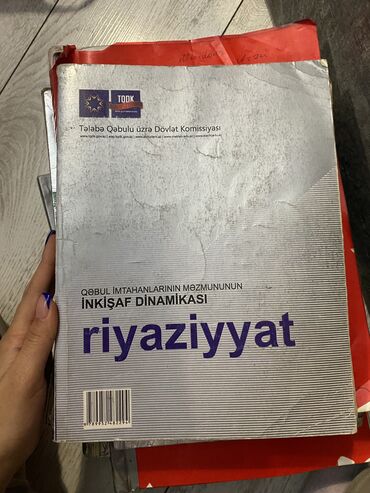 TQDK
Tələbə Qəbulu üzrə Dövlət Komissiyası
QƏBUL İMTAHANLARININ MƏZMUNUNUN
İNKİŞAF DİNAMİKASI
riyaziyyat